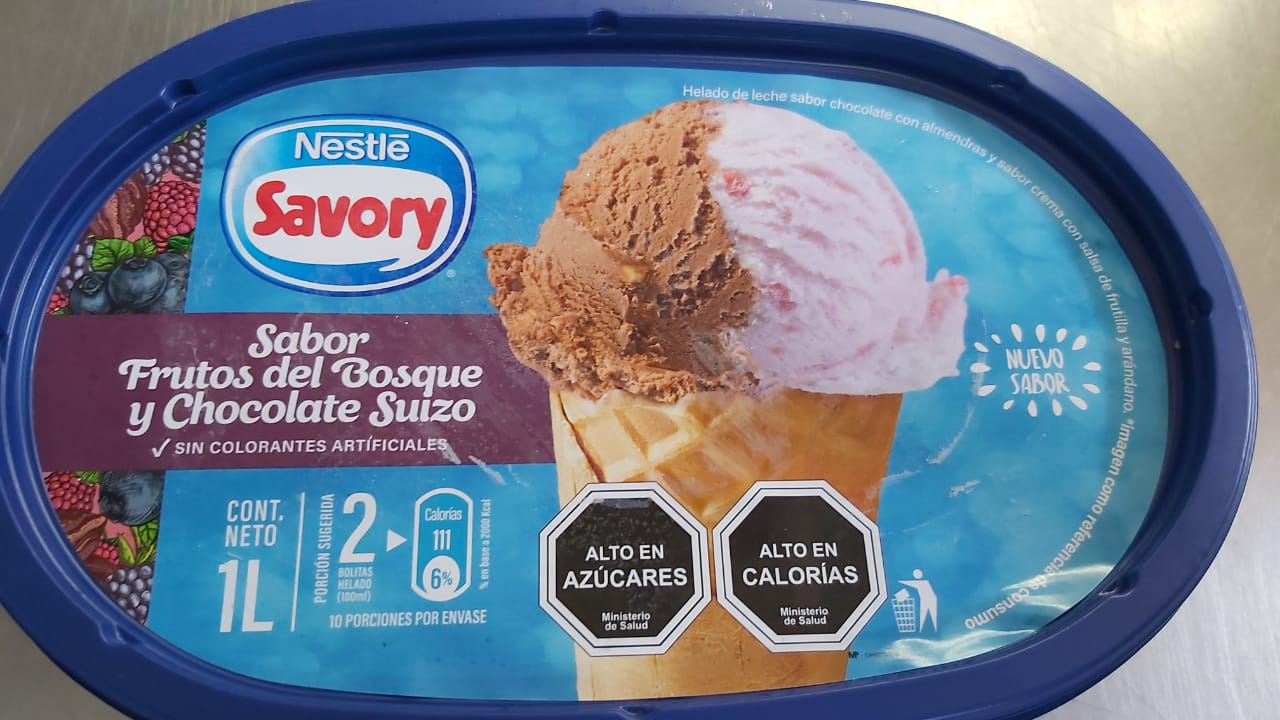 Helado de leche sabor chocolate con almendras y sabor crema con salsa de frutilla y arándano. *Imagen como referencia de consumo
Nestlé
Savory
®
Sabor
Frutos del Bosque
y Chocolate Suizo
✓ SIN COLORANTES ARTÍFICIALES
NUEVO
SABOR
CONT.
NETO
1L
PORCIÓN SUGERIDA
2
BOLITAS
HELADO
(100ml)
Calorías
111
6%
% en base a 2000 Kcal
10 PORCIONES POR ENVASE
ALTO EN
AZÚCARES
Ministerio
de Salud
ALTO EN
CALORÍAS
Ministerio
de Salud